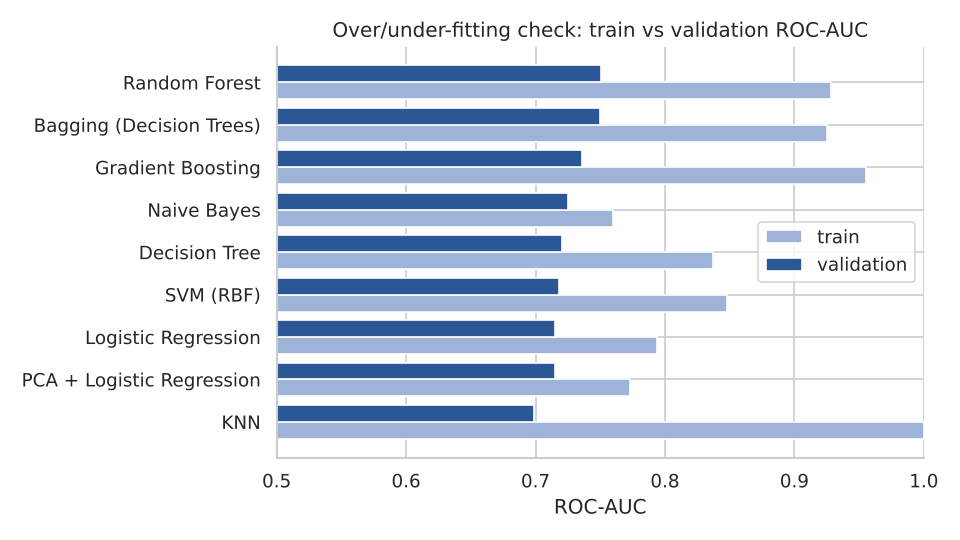 Over/under-fitting check: train vs validation ROC-AUC
Random Forest
Bagging (Decision Trees)
Gradient Boosting
Naive Bayes
Decision Tree
SVM (RBF)
Logistic Regression
PCA + Logistic Regression
KNN
train
validation
0.5 0.6 0.7 0.8 0.9 1.0
ROC-AUC